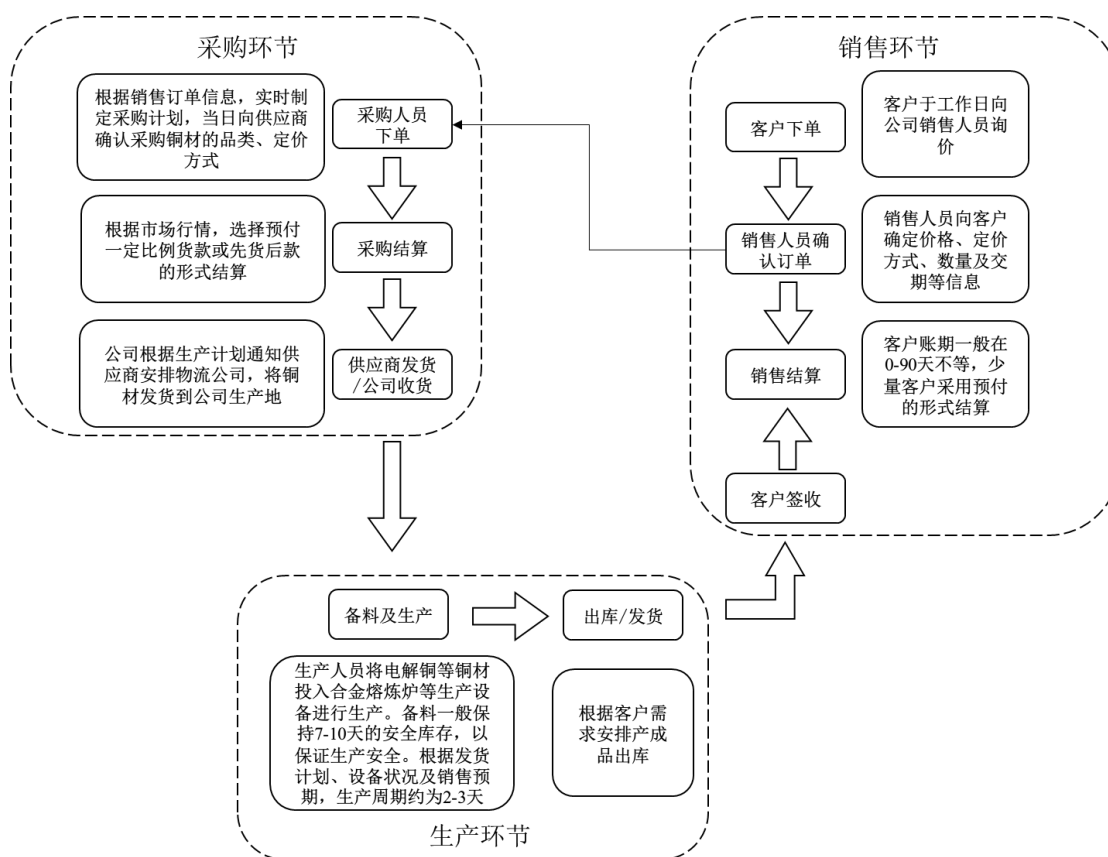 采购环节
根据销售订单信息，实时制
定采购计划，当日向供应商
确认采购铜材的品类、定价
方式
采购人员
下单
根据市场行情，选择预付
一定比例货款或先货后款
的形式结算
采购结算
公司根据生产计划通知供
应商安排物流公司，将铜
材发货到公司生产地
供应商发货
/公司收货
销售环节
客户下单
客户于工作日向
公司销售人员询
价
销售人员确
认订单
销售人员向客户
确定价格、定价
方式、数量及交
期等信息
销售结算
客户账期一般在
0-90天不等，少
量客户采用预付
的形式结算
客户签收
备料及生产
出库/发货
生产人员将电解铜等铜材
投入合金熔炼炉等生产设
备进行生产。备料一般保
持7-10天的安全库存，以
保证生产安全。根据发货
计划、设备状况及销售预
期，生产周期约为2-3天
根据客户需
求安排产成
品出库
生产环节